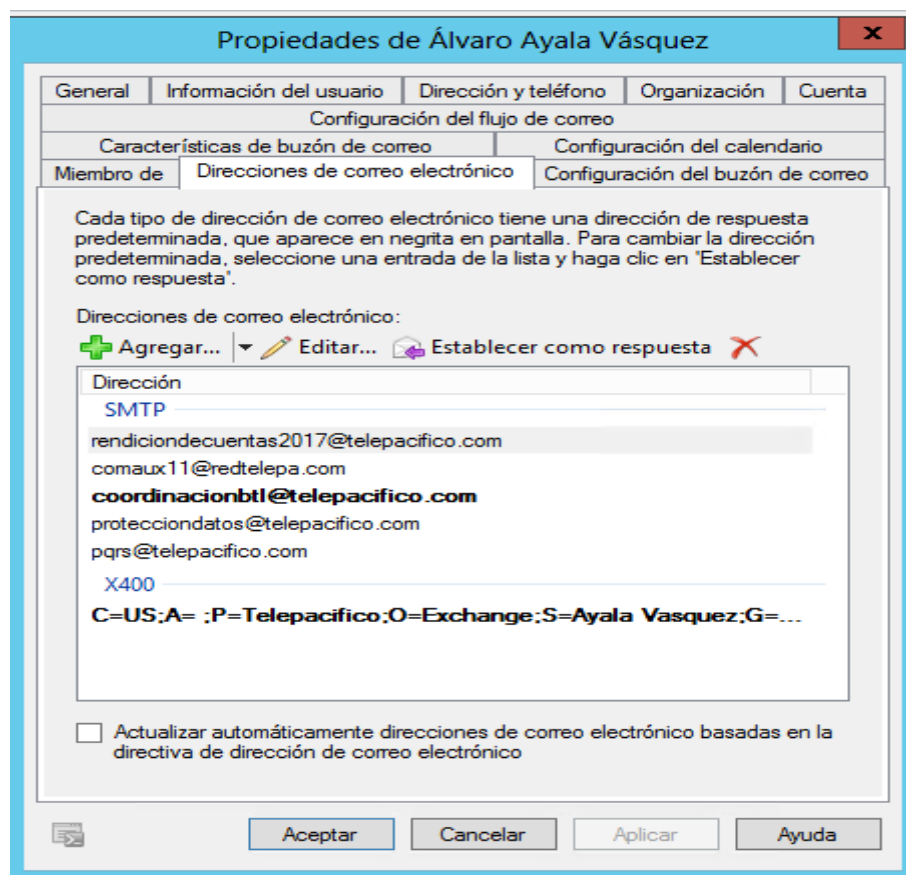 Propiedades de Álvaro Ayala Vásquez
x
General Información del usuario Dirección y teléfono Organización Cuenta
Configuración del flujo de correo
Características de buzón de correo Configuración del calendario
Miembro de Direcciones de correo electrónico Configuración del buzón de correo
Cada tipo de dirección de correo electrónico tiene una dirección de respuesta
predeterminada, que aparece en negrita en pantalla. Para cambiar la dirección
predeterminada, seleccione una entrada de la lista y haga clic en 'Establecer
como respuesta'.
Direcciones de correo electrónico:
Agregar... Editar... Establecer como respuesta
Dirección
SMTP
rendiciondecuentas2017@telepacifico.com
comaux11@redtelepa.com
coordinacionbtl@telepacifico.com
protecciondatos@telepacifico.com
pqrs@telepacifico.com
X400
C=US;A= ;P=Telepacifico;O=Exchange;S=Ayala Vasquez;G=...
Actualizar automáticamente direcciones de correo electrónico basadas en la
directiva de dirección de correo electrónico
Aceptar Cancelar Aplicar Ayuda